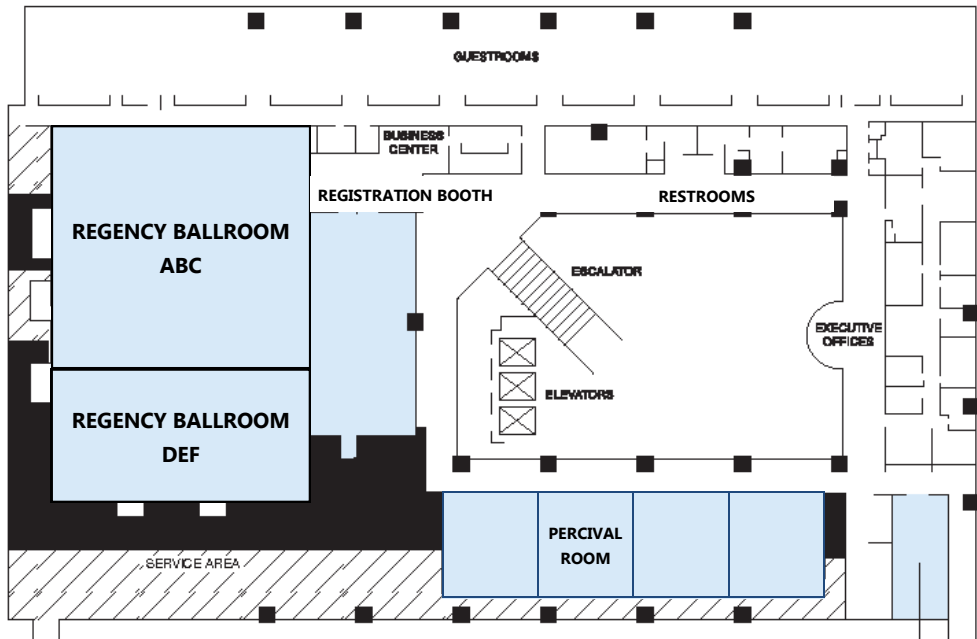 GUESTROOMS
BUSINESS
CENTER
REGISTRATION BOOTH
RESTROOMS
REGENCY BALLROOM
ABC
ESCALATOR
EXECUTIVE
OFFICES
ELEVATORS
REGENCY BALLROOM
DEF
PERCIVAL
ROOM
SERVICE AREA